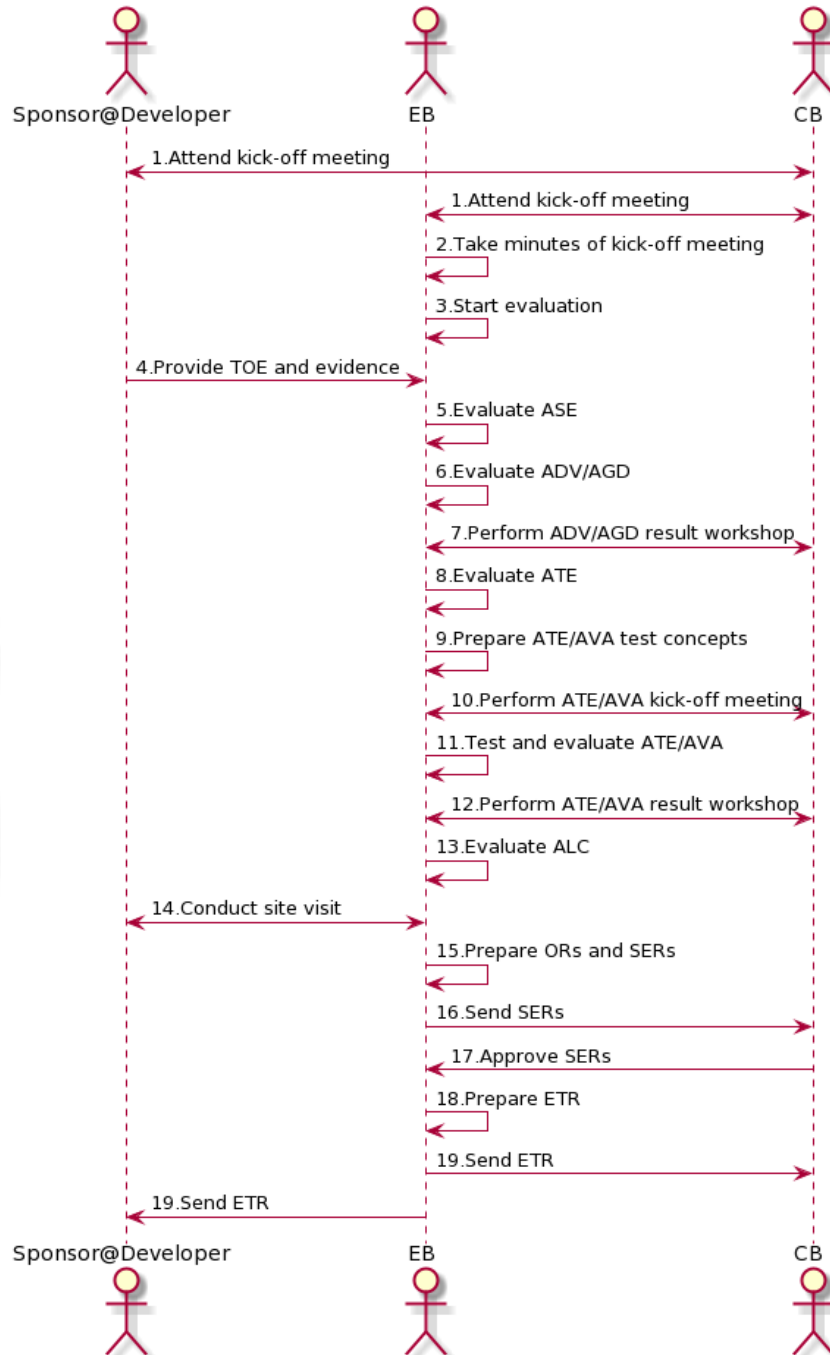 Sponsor@Developer EB CB
1.Attend kick-off meeting
1.Attend kick-off meeting
2.Take minutes of kick-off meeting
3.Start evaluation
4.Provide TOE and evidence
5.Evaluate ASE
6.Evaluate ADV/AGD
7.Perform ADV/AGD result workshop
8.Evaluate ATE
9.Prepare ATE/AVA test concepts
10.Perform ATE/AVA kick-off meeting
11.Test and evaluate ATE/AVA
12.Perform ATE/AVA result workshop
13.Evaluate ALC
14.Conduct site visit
15.Prepare ORs and SERs
16.Send SERs
17.Approve SERs
18.Prepare ETR
19.Send ETR
19.Send ETR
Sponsor@Developer EB CB